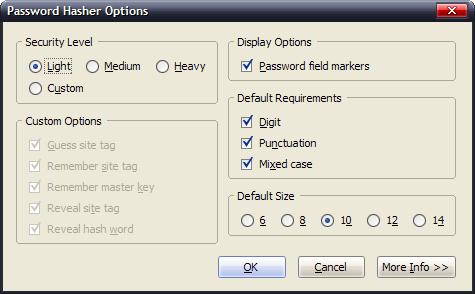 Password Hasher Options
Security Level
Light Medium Heavy
Custom
Custom Options
Guess site tag
Remember site tag
Remember master key
Reveal site tag
Reveal hash word
Display Options
Password field markers
Default Requirements
Digit
Punctuation
Mixed case
Default Size
6 8 10 12 14
OK Cancel More Info >>